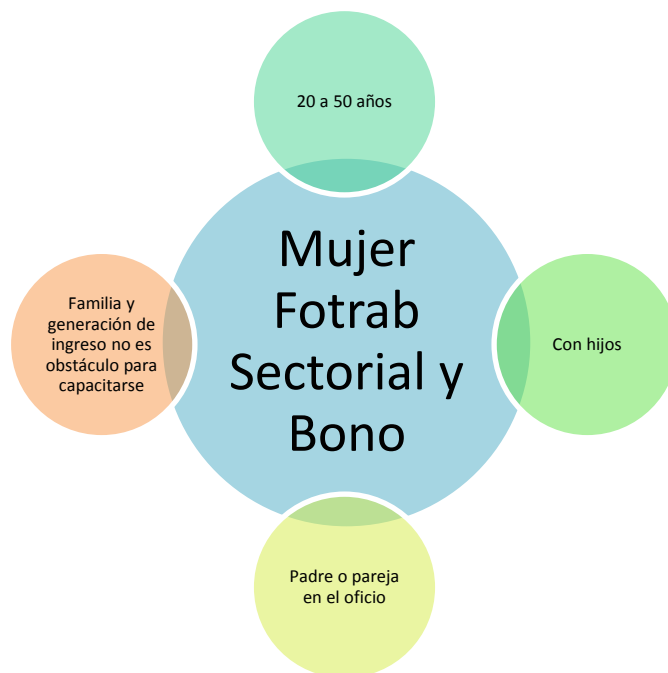 20 a 50 años
Mujer
Fotrab
Sectorial y
Bono
Familia y
generación de
ingreso no es
obstáculo para
capacitarse
Con hijos
Padre o pareja
en el oficio